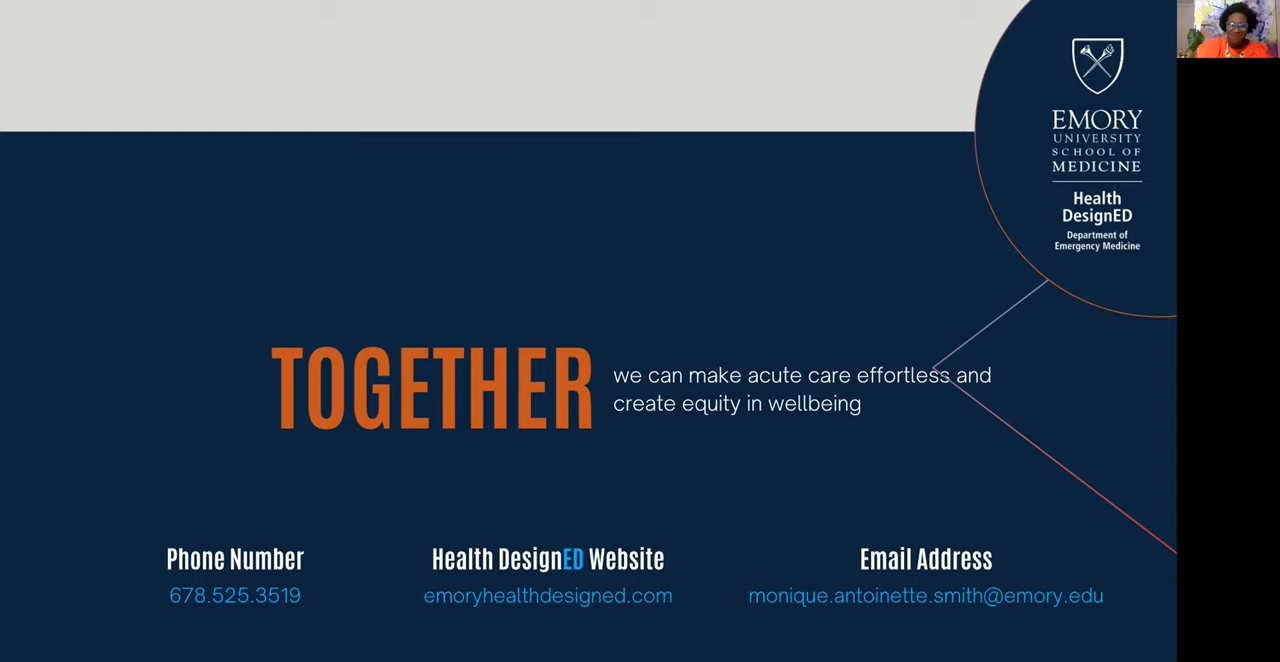 EMORY
UNIVERSITY
SCHOOL OF
MEDICINE
Health
DesignED
Department of
Emergency Medicine
TOGETHER
we can make acute care effortless and
create equity in wellbeing
Phone Number
678.525.3519
Health DesignED Website
emoryhealthdesigned.com
Email Address
monique.antoinette.smith@emory.edu